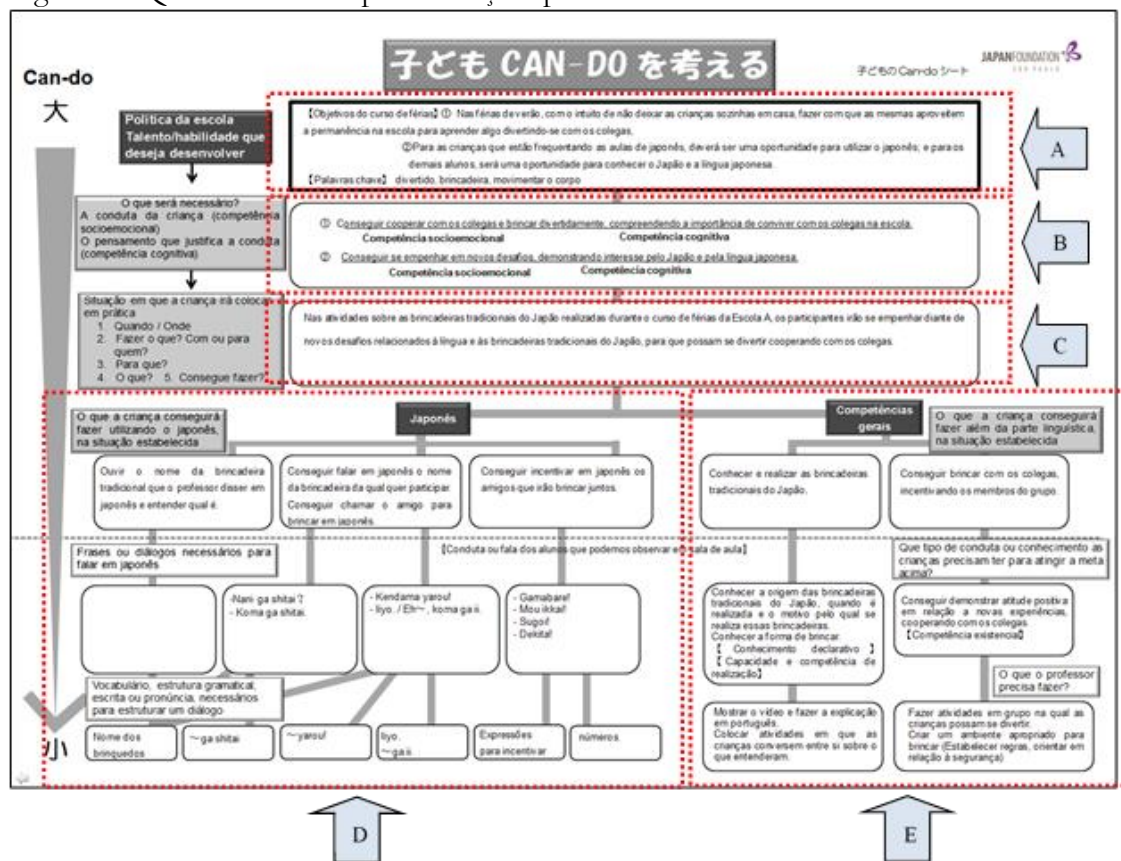 子ども CAN-DO を考える
子どものCan-do シート
JAPANFOUNDATION
SÃO PAULO
Can-do
大
Política da escola
Talento/habilidade que
deseja desenvolver
【Objetivos do curso de férias】 ① Nas férias de verão, com o intuito de não deixar as crianças sozinhas em casa, fazer com que as mesmas aproveitem
a permanência na escola para aprender algo divertindo-se com os colegas,
②Para as crianças que estão frequentando as aulas de japonês, deverá ser uma oportunidade para utilizar o japonês; e para os
demais alunos, será uma oportunidade para conhecer o Japão e a língua japonesa.
【Palavras chave】 divertido, brincadeira, movimentar o corpo
A
O que será necessário?
A conduta da criança (competência
socioemocional)
O pensamento que justifica a conduta
(competência cognitiva)
① Conseguir cooperar com os colegas e brincar divertidamente, compreendendo a importância de conviver com colegas na escola.
Competência socioemocional Competência cognitiva
② Conseguir se empenhar em novos desafios, demonstrando interesse pelo Japão e pela língua japonesa.
Competência socioemocional Competência cognitiva
B
Situação em que a criança irá colocar
em prática
1. Quando / Onde
2. Fazer o que? Com ou para
quem?
3. Para que?
4. O que? 5. Consegue fazer?
Nas atividades sobre as brincadeiras tradicionais do Japão realizadas durante o curso de férias da Escola A, os participantes irão se empenhar diante de
novos desafios relacionados à língua e às brincadeiras tradicionais do Japão, para que possam se divertir cooperando com os colegas.
C
O que a criança conseguirá
fazer utilizando o japonês,
na situação estabelecida
Japonês
Competências
gerais
O que a criança conseguirá
fazer além da parte linguística,
na situação estabelecida
Ouvir o nome da brincadeira
tradicional que o professor disser em
japonês e entender qual é.
Conseguir falar em japonês o nome
da brincadeira da qual quer participar.
Conseguir chamar o amigo para
brincar em japonês.
Conseguir incentivar em japonês os
amigos que irão brincar juntos.
Conhecer e realizar as brincadeiras
tradicionais do Japão.
Conseguir brincar com os colegas,
incentivando os membros do grupo.
Frases ou diálogos necessários para
falar em japonês
【Conduta ou fala dos alunos que podemos observar em sala de aula】
Que tipo de conduta ou conhecimento as
crianças precisam ter para atingir a meta
acima?
-Nani ga shitai?
- Koma ga shitai.
- Kendama yarou!
- Iiyo. / Eh～, koma ga ii.
- Gambare!
- Mou ikkai!
- Sugoi!
- Dekita!
Conhecer a origem das brincadeiras
tradicionais do Japão, quando é
realizada e o motivo pelo qual se
realiza essas brincadeiras.
Conhecer a forma de brincar.
【 Conhecimento declarativo 】
【 Capacidade e competência de
realização】
Conseguir demonstrar atitude positiva
em relação a novas experiências,
cooperando com os colegas.
【Competência existencial】
Vocabulário, estrutura gramatical,
escrita ou pronúncia, necessários
para estruturar um diálogo
O que o professor
precisa fazer?
小
Nome dos
brinquedos
～ga shitai
～yarou!
Iiyo.
～ga ii.
Expressões
para incentivar
números.
Mostrar o vídeo e fazer a explicação
em português.
Colocar atividades em que as
crianças conversem entre si sobre o
que entenderam.
Fazer atividades em grupo na qual as
crianças possam se divertir.
Criar um ambiente apropriado para
brincar (Estabelecer regras, orientar em
relação à segurança)
D
E